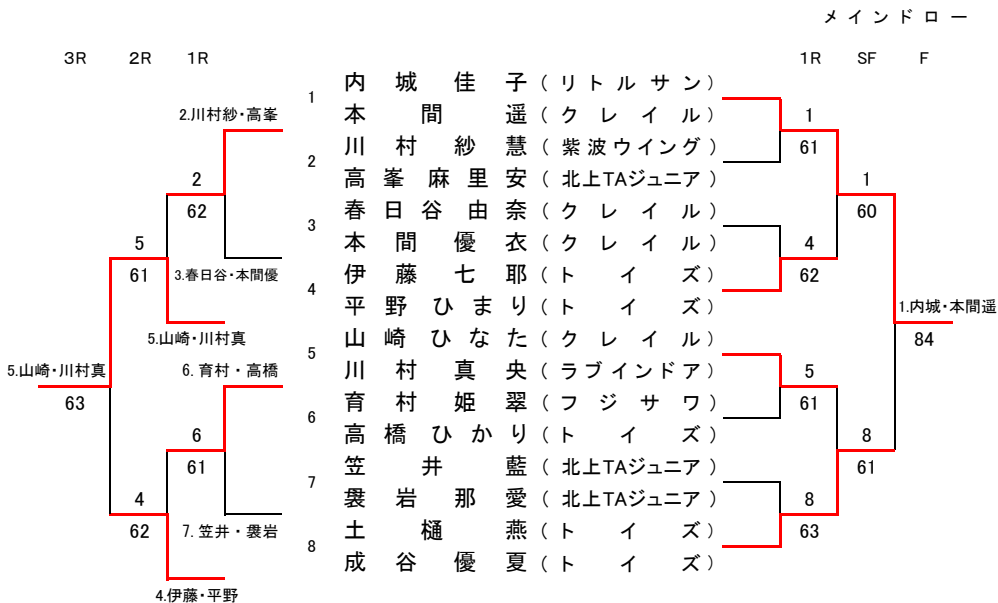 メインドロー
3R 2R 1R
1R SF F
1 内城佳子(リトルサン)
本間遥(クレイル)
2 川村紗慧(紫波ウイング)
高峯麻里安(北上TAジュニア)
3 春日谷由奈(クレイル)
本間優衣(クレイル)
4 伊藤七耶(トイズ)
平野ひまり(トイズ)
5 山崎ひなた(クレイル)
川村真央(ラブインドア)
6 育村姫翠(フジサワ)
高橋ひかり(トイズ)
7 笠井藍(北上TAジュニア)
褰岩那愛(北上TAジュニア)
8 土樋燕(トイズ)
成谷優夏(トイズ)
2.川村紗・高峯
2
62
3.春日谷・本間優
5
61
5.山崎・川村真
5.山崎・川村真
63
6. 育村・高橋
6
61
4
62
4.伊藤・平野
1
61
4
62
1
60
5
61
8
63
8
61
1.内城・本間遥
84